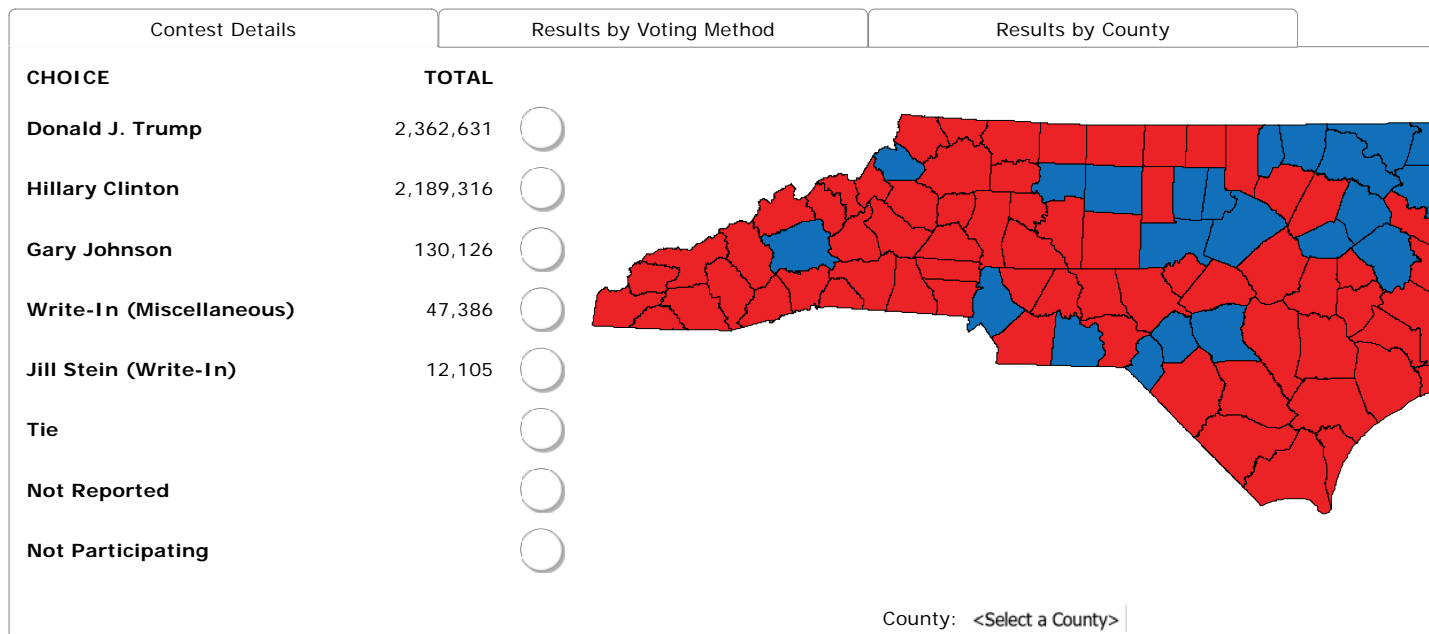 Contest Details Results by Voting Method Results by County
CHOICE TOTAL
Donald J. Trump 2,362,631
Hillary Clinton 2,189,316
Gary Johnson 130,126
Write-In (Miscellaneous) 47,386
Jill Stein (Write-In) 12,105
Tie
Not Reported
Not Participating
County: <Select a County>